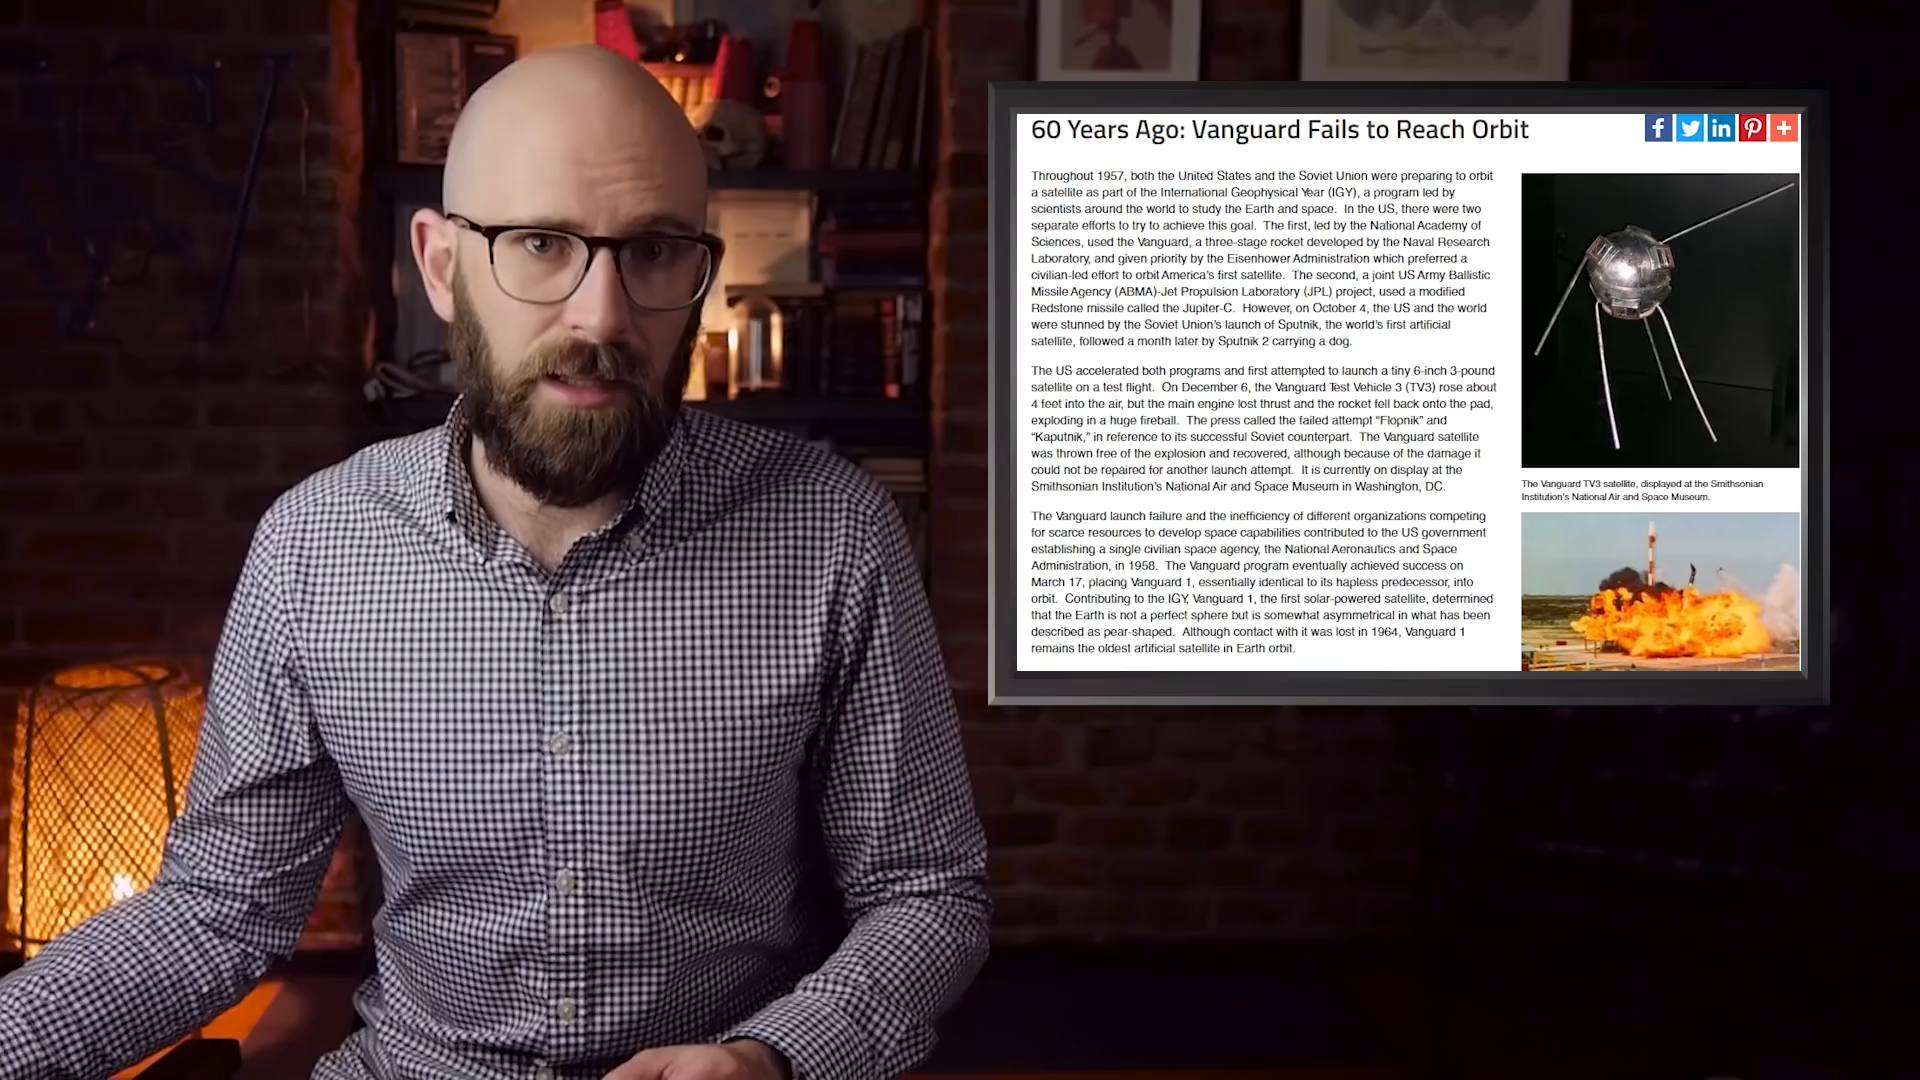 60 Years Ago: Vanguard Fails to Reach Orbit
Throughout 1957, both the United States and the Soviet Union were preparing to orbit
a satellite as part of the International Geophysical Year (IGY), a program led by
scientists around the world to study the Earth and space. In the US, there were two
separate efforts to try to achieve this goal. The first, led by the National Academy of
Sciences, used the Vanguard, a three-stage rocket developed by the Naval Research
Laboratory, and given priority by the Eisenhower Administration which preferred a
civilian-led effort to orbit America's first satellite. The second, a joint US Army Ballistic
Missile Agency (ABMA)-Jet Propulsion Laboratory (JPL) project, used a modified
Redstone missile called the Jupiter-C. However, on October 4, the US and the world
were stunned by the Soviet Union's launch of Sputnik, the world's first artificial
satellite, followed a month later by Sputnik 2 carrying a dog.
The US accelerated both programs and first attempted to launch a tiny 6-inch 3-pound
satellite on a test flight. On December 6, the Vanguard Test Vehicle 3 (TV3) rose about
4 feet into the air, but the main engine lost thrust and the rocket fell back onto the pad,
exploding in a huge fireball. The press called the failed attempt “Flopnik” and
“Kaputnik,” in reference to its successful Soviet counterpart. The Vanguard satellite
was thrown free of the explosion and recovered, although because of the damage it
could not be repaired for another launch attempt. It is currently on display at the
Smithsonian Institution's National Air and Space Museum in Washington, DC.
The Vanguard launch failure and the inefficiency of different organizations competing
for scarce resources to develop space capabilities contributed to the US government
establishing a single civilian space agency, the National Aeronautics and Space
Administration, in 1958. The Vanguard program eventually achieved success on
March 17, placing Vanguard 1, essentially identical to its hapless predecessor, into
orbit. Contributing to the IGY, Vanguard 1, the first solar-powered satellite, determined
that the Earth is not a perfect sphere but is somewhat asymmetrical in what has been
described as pear-shaped. Although contact with it was lost in 1964, Vanguard 1
remains the oldest artificial satellite in Earth orbit.
The Vanguard TV3 satellite, displayed at the Smithsonian
Institution's National Air and Space Museum.